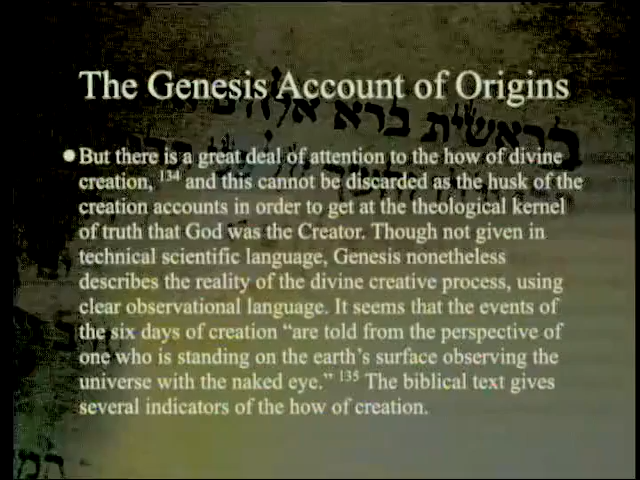 The Genesis Account of Origins
בראשית ברא אלהים
But there is a great deal of attention to the how of divine
creation, 134 and this cannot be discarded as the husk of the
creation accounts in order to get at the theological kernel
of truth that God was the Creator. Though not given in
technical scientific language, Genesis nonetheless
describes the reality of the divine creative process, using
clear observational language. It seems that the events of
the six days of creation “are told from the perspective of
one who is standing on the earth’s surface observing the
universe with the naked eye.” 135 The biblical text gives
several indicators of the how of creation.